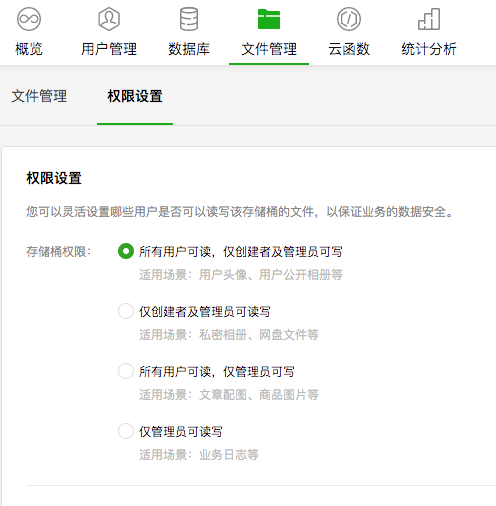 概览 用户管理 数据库 文件管理 云函数 统计分析
文件管理 权限设置
权限设置
您可以灵活设置哪些用户是否可以读写该存储桶的文件，以保证业务的数据安全。
存储桶权限： 所有用户可读，仅创建者及管理员可写
适用场景：用户头像、用户公开相册等
仅创建者及管理员可读写
适用场景：私密相册、网盘文件等
所有用户可读，仅管理员可写
适用场景：文章配图、商品图片等
仅管理员可读写
适用场景：业务日志等